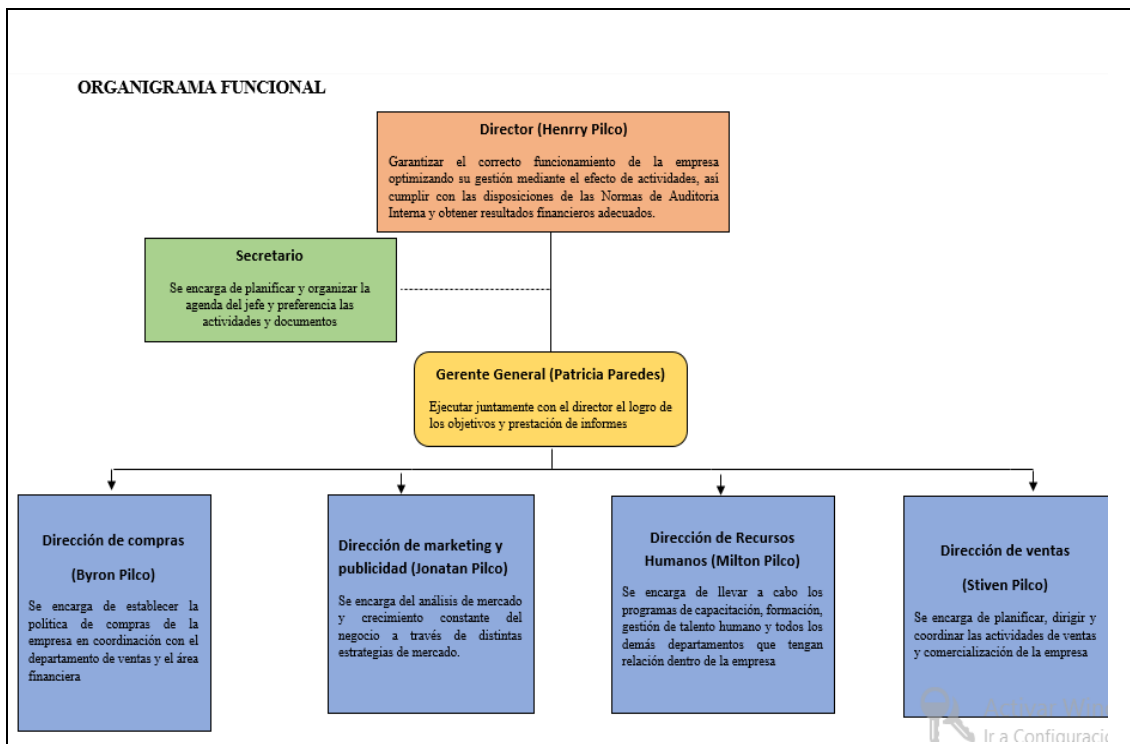 ORGANIGRAMA FUNCIONAL
Director (Henrry Pilco)
Garantizar el correcto funcionamiento de la empresa
optimizando su gestión mediante el efecto de actividades, así
cumplir con las disposiciones de las Normas de Auditoria
Interna y obtener resultados financieros adecuados.
Secretario
Se encarga de planificar y organizar la
agenda del jefe y preferencia las
actividades y documentos
Gerente General (Patricia Paredes)
Ejecutar juntamente con el director el logro de
los objetivos y prestación de informes
Dirección de compras
(Byron Pilco)
Se encarga de establecer la
política de compras de la
empresa en coordinación con el
departamento de ventas y el área
financiera
Dirección de marketing y
publicidad (Jonatan Pilco)
Se encarga del análisis de mercado
y crecimiento constante del
negocio a través de distintas
estrategias de mercado.
Dirección de Recursos
Humanos (Milton Pilco)
Se encarga de llevar a cabo los
programas de capacitación, formación,
gestión de talento humano y todos los
demás departamentos que tengan
relación dentro de la empresa
Dirección de ventas
(Stiven Pilco)
Se encarga de planificar, dirigir y
coordinar las actividades de ventas
y comercialización de la empresa
Activar Win
Ir a Configuració